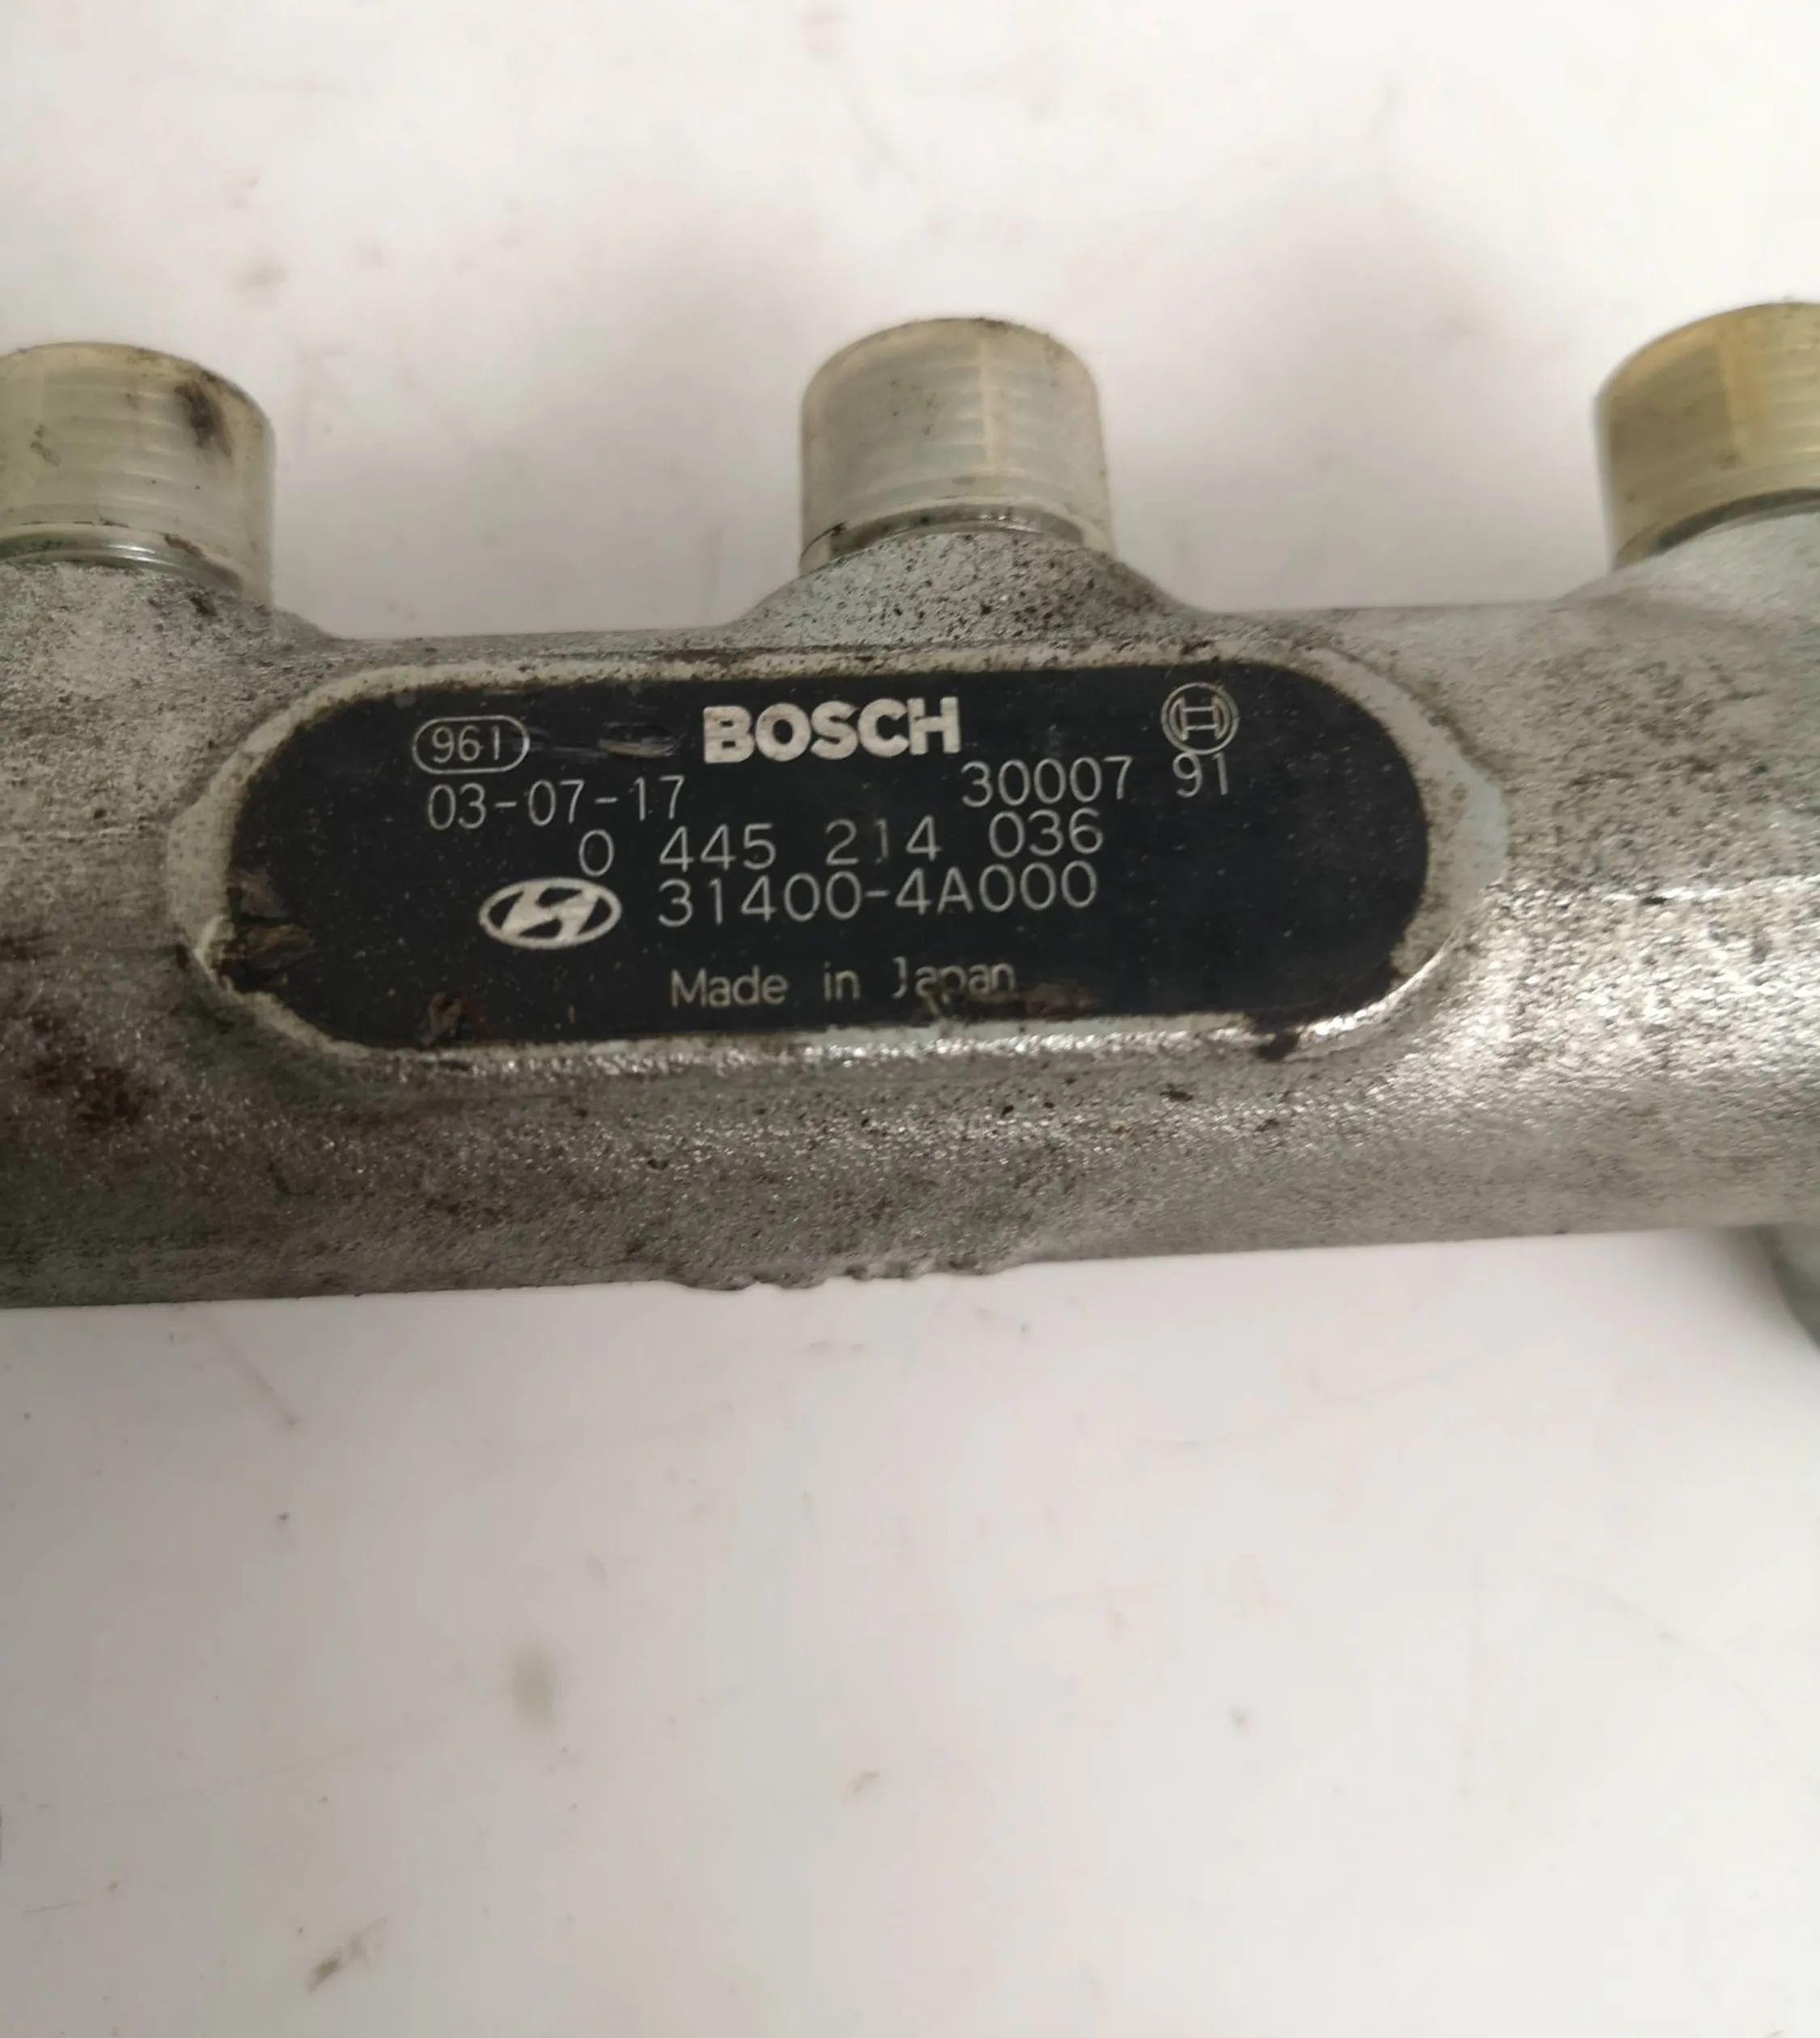 961 BOSCH
03-07-17 30007 91
0 445 214 036
31400-4A000
Made in Japan